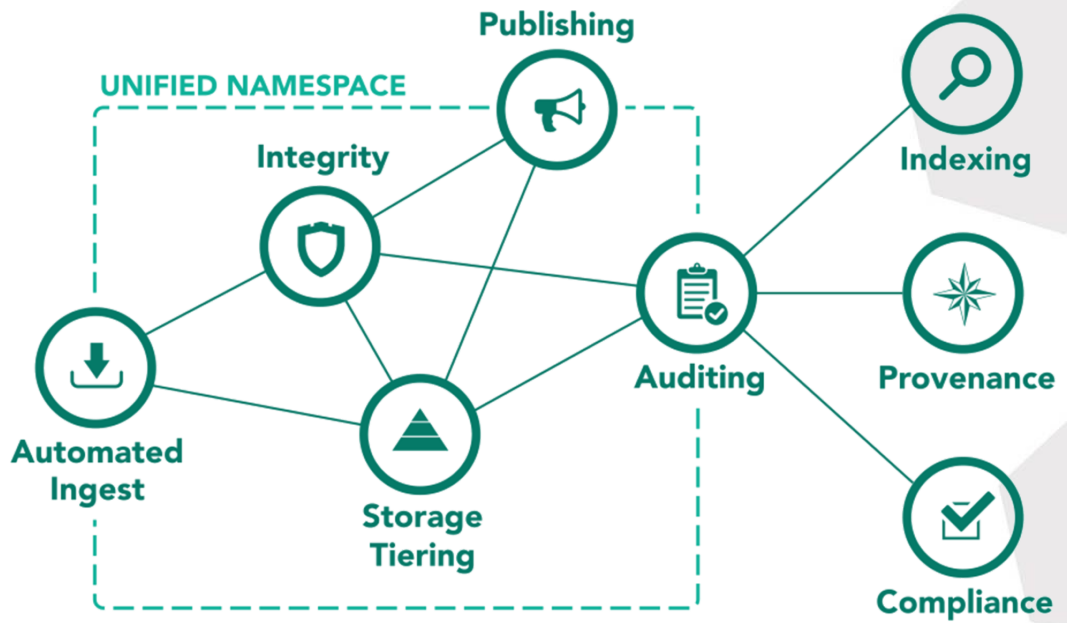 Publishing
UNIFIED NAMESPACE
Integrity
Indexing
Auditing
Provenance
Automated
Ingest
Storage
Tiering
Compliance